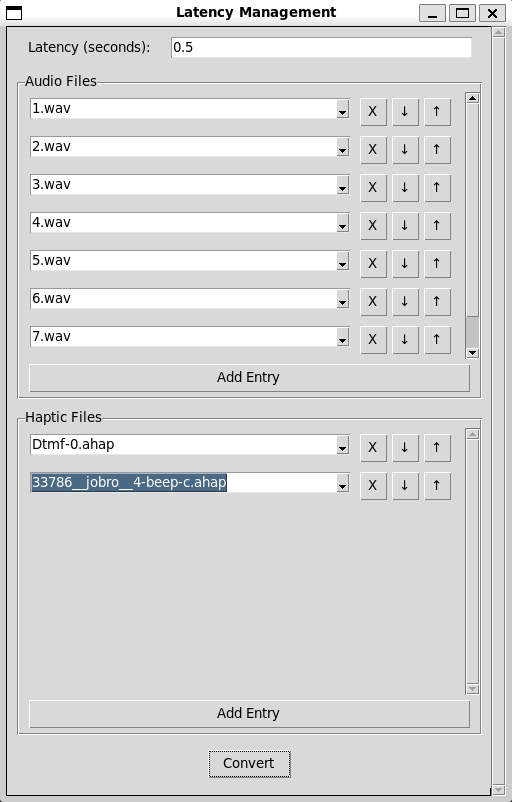 Latency Management
Latency (seconds): 0.5
Audio Files
1.wav X ↓ ↑
2.wav X ↓ ↑
3.wav X ↓ ↑
4.wav X ↓ ↑
5.wav X ↓ ↑
6.wav X ↓ ↑
7.wav X ↓ ↑
Add Entry
Haptic Files
Dtmf-0.ahap X ↓ ↑
33786__jobro__4-beep-c.ahap X ↓ ↑
Add Entry
Convert